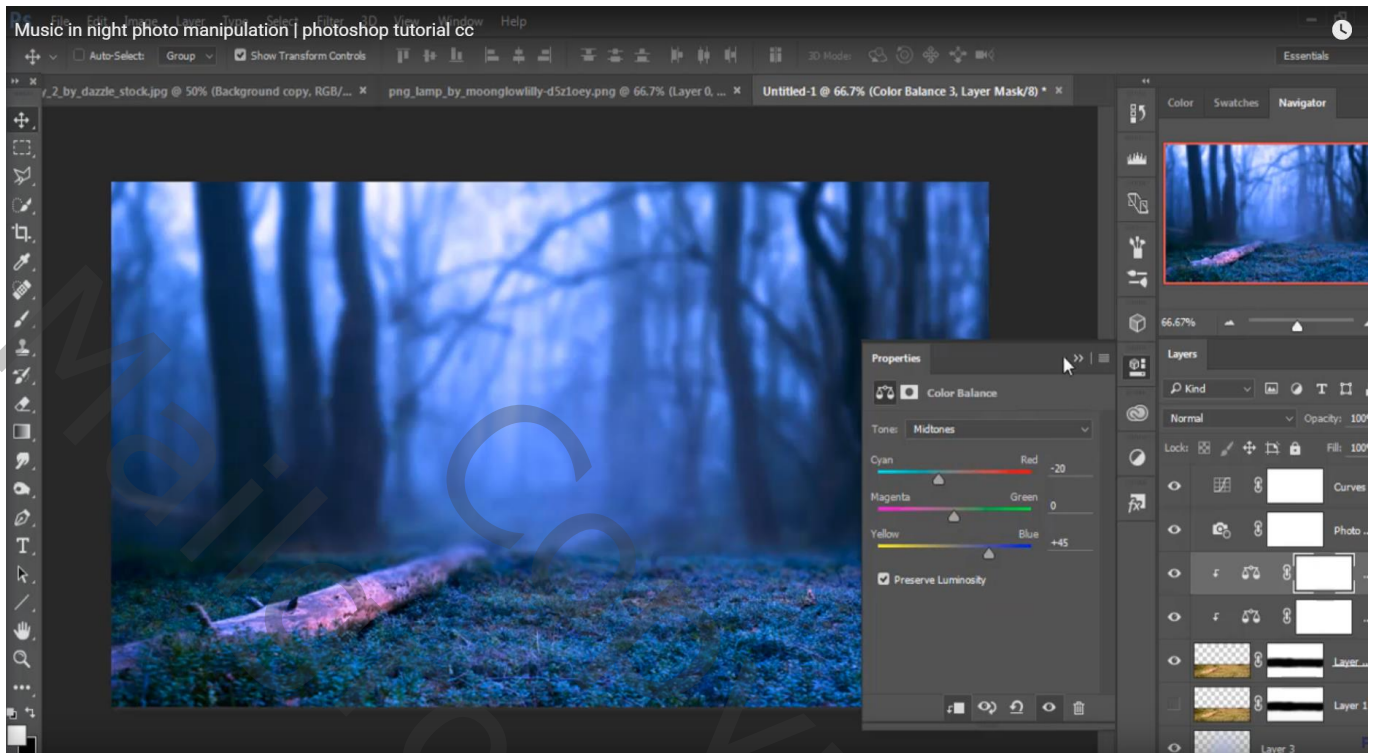 Ps File Edit Image Layer Type Select Filter 3D View Window Help
Music in night photo manipulation | photoshop tutorial cc
Auto-Select: Group Show Transform Controls 3D Mode: Essentials
y_2_by_dazzle_stock.jpg @ 50% (Background copy, RGB/... × png_lamp_by_moonglowlilly-d5z1oey.png @ 66.7% (Layer 0, ... × Untitled-1 @ 66.7% (Color Balance 3, Layer Mask/8) * ×
Color Swatches Navigator
66.67%
Properties
Color Balance
Tone: Midtones
Cyan Red -20
Magenta Green 0
Yellow Blue +45
Preserve Luminosity
Layers
Kind
Normal Opacity: 100%
Lock: Fill: 100%
Curves
Photo ...
Layer ...
Layer 1
Layer 3